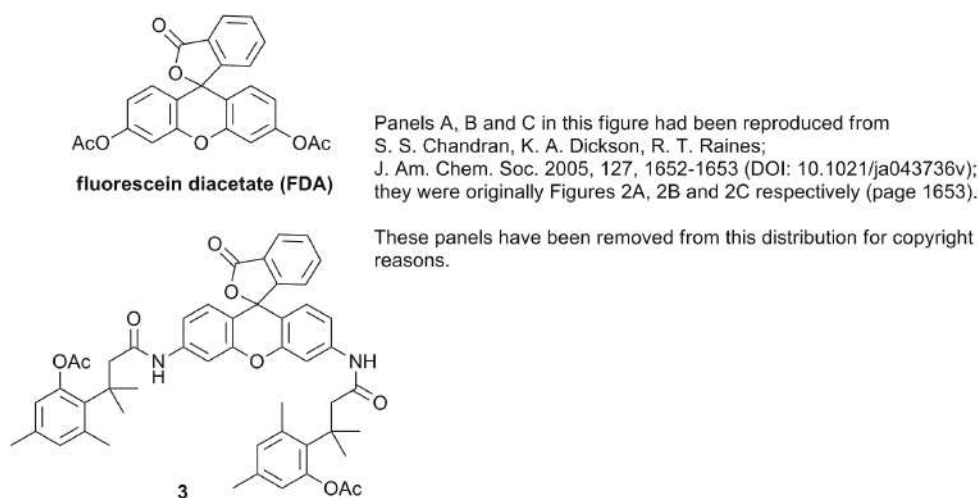 O
O
AcO
O
OAc
fluorescein diacetate (FDA)
Panels A, B and C in this figure had been reproduced from
S. S. Chandran, K. A. Dickson, R. T. Raines;
J. Am. Chem. Soc. 2005, 127, 1652-1653 (DOI: 10.1021/ja043736v);
they were originally Figures 2A, 2B and 2C respectively (page 1653).
These panels have been removed from this distribution for copyright
reasons.
O
O
O
OAc
N
H
O
NH
O
OAc
3